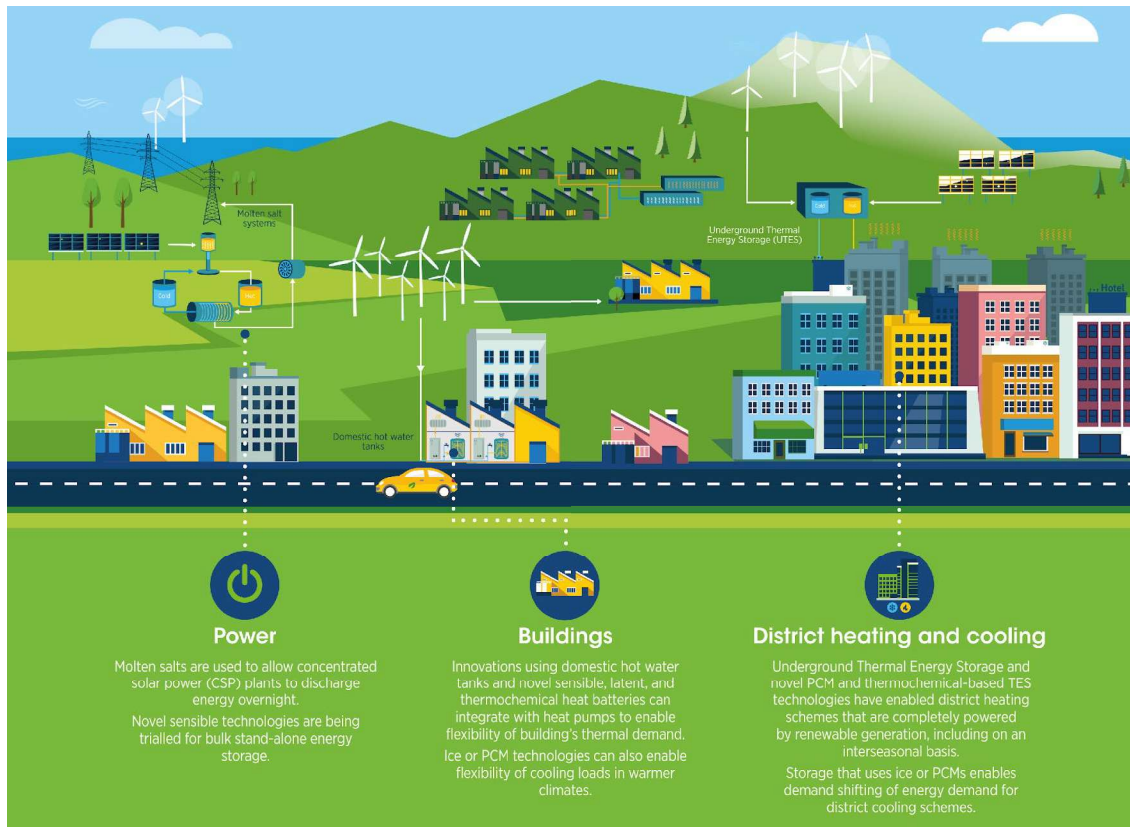 Molten salt
systems
Cold
Hot
Underground Thermal
Energy Storage (UTES)
Cold
Hot
... Hotel
Domestic hot water
tanks
Power
Molten salts are used to allow concentrated
solar power (CSP) plants to discharge
energy overnight.
Novel sensible technologies are being
trialled for bulk stand-alone energy
storage.
Buildings
Innovations using domestic hot water
tanks and novel sensible, latent, and
thermochemical heat batteries can
integrate with heat pumps to enable
flexibility of building's thermal demand.
Ice or PCM technologies can also enable
flexibility of cooling loads in warmer
climates.
District heating and cooling
Underground Thermal Energy Storage and
novel PCM and thermochemical-based TES
technologies have enabled district heating
schemes that are completely powered
by renewable generation, including on an
interseasonal basis.
Storage that uses ice or PCMs enables
demand shifting of energy demand for
district cooling schemes.